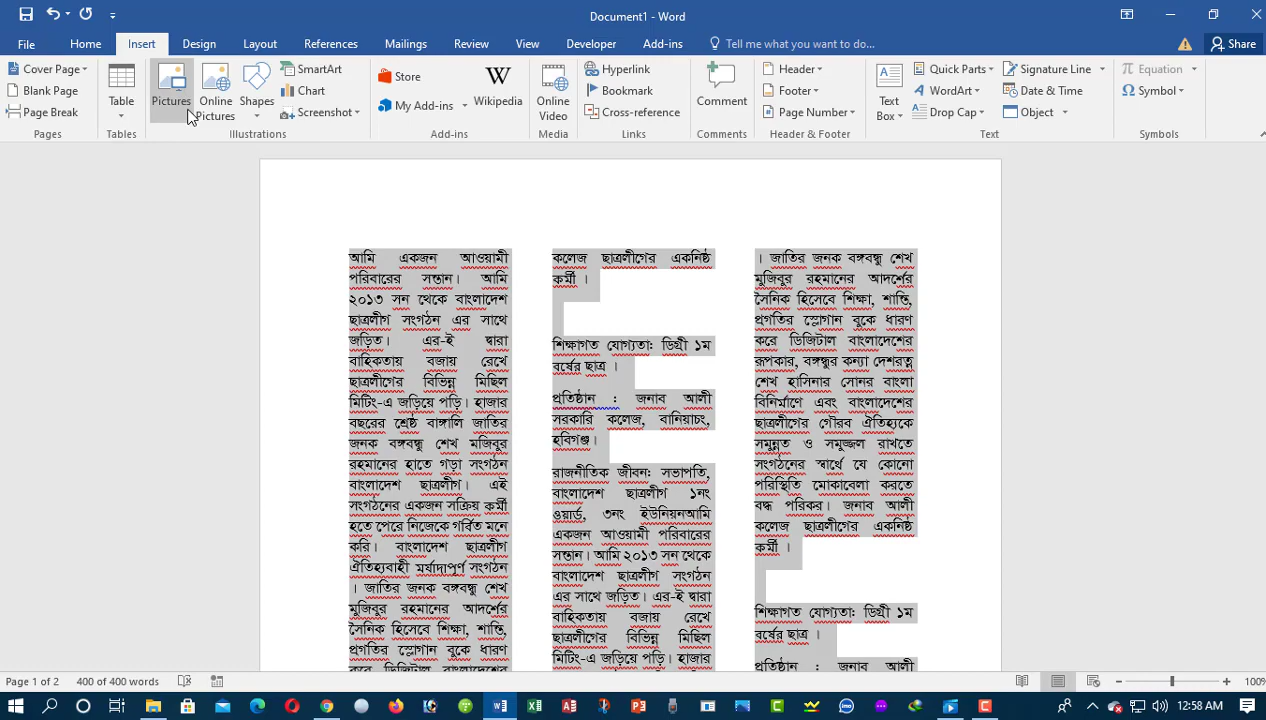 Document1 - Word
File Home Insert Design Layout References Mailings Review View Developer Add-ins Tell me what you want to do... Share
Cover Page
Blank Page
Page Break
Pages
Table
Tables
Pictures
Online Pictures
Shapes
SmartArt
Chart
Screenshot
Illustrations
Store
My Add-ins
Wikipedia
Add-ins
Online Video
Media
Hyperlink
Bookmark
Cross-reference
Links
Comment
Comments
Header
Footer
Page Number
Header & Footer
Text Box
Quick Parts
WordArt
Drop Cap
Signature Line
Date & Time
Object
Text
Equation
Symbol
Symbols
আমি একজন আওয়ামী
পরিবারের সন্তান। আমি
২০১৩ সন থেকে বাংলাদেশ
ছাত্রলীগ সংগঠন এর সাথে
জড়িত। এর-ই দ্বারা
বাহিকতায় বজায় রেখে
ছাত্রলীগের বিভিন্ন মিছিল
মিটিং-এ জড়িয়ে পড়ি। হাজার
বছরের শ্রেষ্ঠ বাঙ্গালি জাতির
জনক বঙ্গবন্ধু শেখ মজিবুর
রহমানের হাতে গড়া সংগঠন
বাংলাদেশ ছাত্রলীগ। এই
সংগঠনের একজন সক্রিয় কর্মী
হতে পেরে নিজেকে গর্বিত মনে
করি। বাংলাদেশ ছাত্রলীগ
ঐতিহ্যবাহী মর্ষাদাপূর্ণ সংগঠন
। জাতির জনক বঙ্গবন্ধু শেখ
মুজিবুর রহমানের আদর্শের
সৈনিক হিসেবে শিক্ষা, শান্তি,
প্রগতির স্লোগান বুকে ধারণ
করে ডিজিটাল বাংলাদেশের
কলেজ ছাত্রলীগের একনিষ্ঠ
কর্মী ।
শিক্ষাগত যোগ্যতা: ডিগ্রী ১ম
বর্ষের ছাত্র ।
প্রতিষ্ঠান : জনাব আলী
সরকারি কলেজ, বানিয়াচং,
হবিগঞ্জ।
রাজনীতিক জীবন: সভাপতি,
বাংলাদেশ ছাত্রলীগ ১নং
ওয়ার্ড, ৩নং ইউনিয়নআমি
একজন আওয়ামী পরিবারের
সন্তান। আমি ২০১৩ সন থেকে
বাংলাদেশ ছাত্রলীগ সংগঠন
এর সাথে জড়িত। এর-ই দ্বারা
বাহিকতায় বজায় রেখে
ছাত্রলীগের বিভিন্ন মিছিল
মিটিং-এ জড়িয়ে পড়ি। হাজার
। জাতির জনক বঙ্গবন্ধু শেখ
মুজিবুর রহমানের আদর্শের
সৈনিক হিসেবে শিক্ষা, শান্তি,
প্রগতির স্লোগান বুকে ধারণ
করে ডিজিটাল বাংলাদেশের
রূপকার, বঙ্গন্ধুর কন্যা দেশরত্ন
শেখ হাসিনার সোনর বাংলা
বিনির্মাণে এবং বাংলাদেশের
ছাত্রলীগের গৌরব ঐতিহ্যকে
সমুন্নত ও সমুজ্জল রাখতে
সংগঠনের স্বার্থে যে কোনো
পরিস্থিতি মোকাবেলা করতে
বদ্ধ পরিকর। জনাব আলী
কলেজ ছাত্রলীগের একনিষ্ঠ
কর্মী ।
শিক্ষাগত যোগ্যতা: ডিগ্রী ১ম
বর্ষের ছাত্র ।
প্রতিষ্ঠান : জনাব আলী
Page 1 of 2 400 of 400 words 100%
12:58 AM